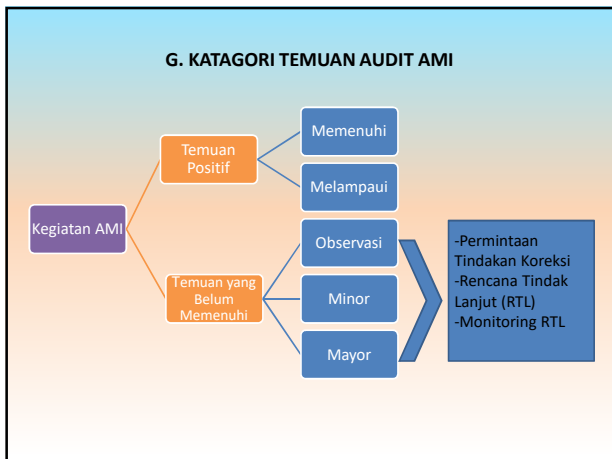 G. KATAGORI TEMUAN AUDIT AMI
Memenuhi
Temuan
Positif
Melampaui
Kegiatan AMI
Observasi
-Permintaan
Tindakan Koreksi
-Rencana Tindak
Lanjut (RTL)
-Monitoring RTL
Temuan yang
Belum
Memenuhi
Minor
Mayor